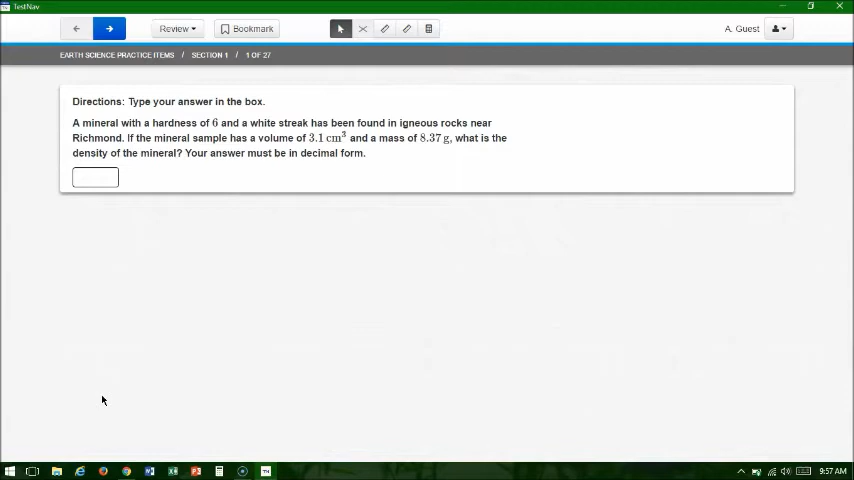 TestNav
Review
Bookmark
A. Guest
EARTH SCIENCE PRACTICE ITEMS / SECTION 1 / 1 OF 27
Directions: Type your answer in the box.
A mineral with a hardness of 6 and a white streak has been found in igneous rocks near
Richmond. If the mineral sample has a volume of 3.1 cm³ and a mass of 8.37 g, what is the
density of the mineral? Your answer must be in decimal form.
TN
9:57 AM